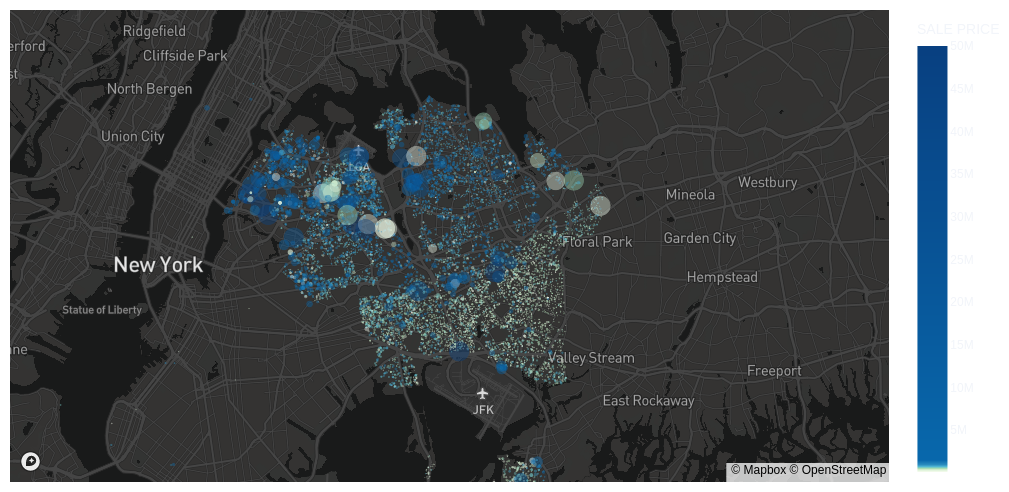 Ridgefield
erford
Cliffside Park
st
North Bergen
Union City
LGA
Mineola
Westbury
Floral Park
Garden City
New York
Hempstead
Statue of Liberty
ne
Valley Stream
Freeport
JFK
East Rockaway
© Mapbox © OpenStreetMap
SALE PRICE
50M
45M
40M
35M
30M
25M
20M
15M
10M
5M